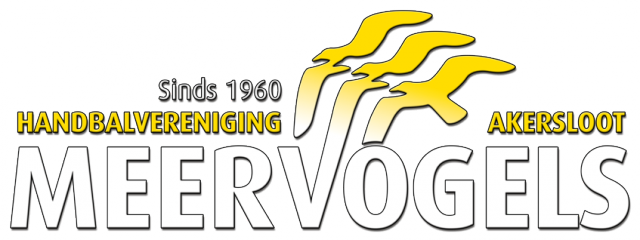 Sinds 1960
HANDBALVERENIGING AKERSLOOT
MEERVOGELS